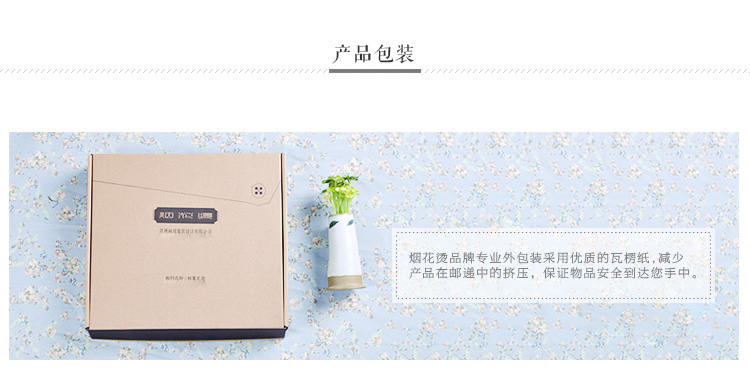 产品包装
烟花烫品牌专业外包装采用优质的瓦楞纸,减少
产品在邮递中的挤压，保证物品安全到达您手中。